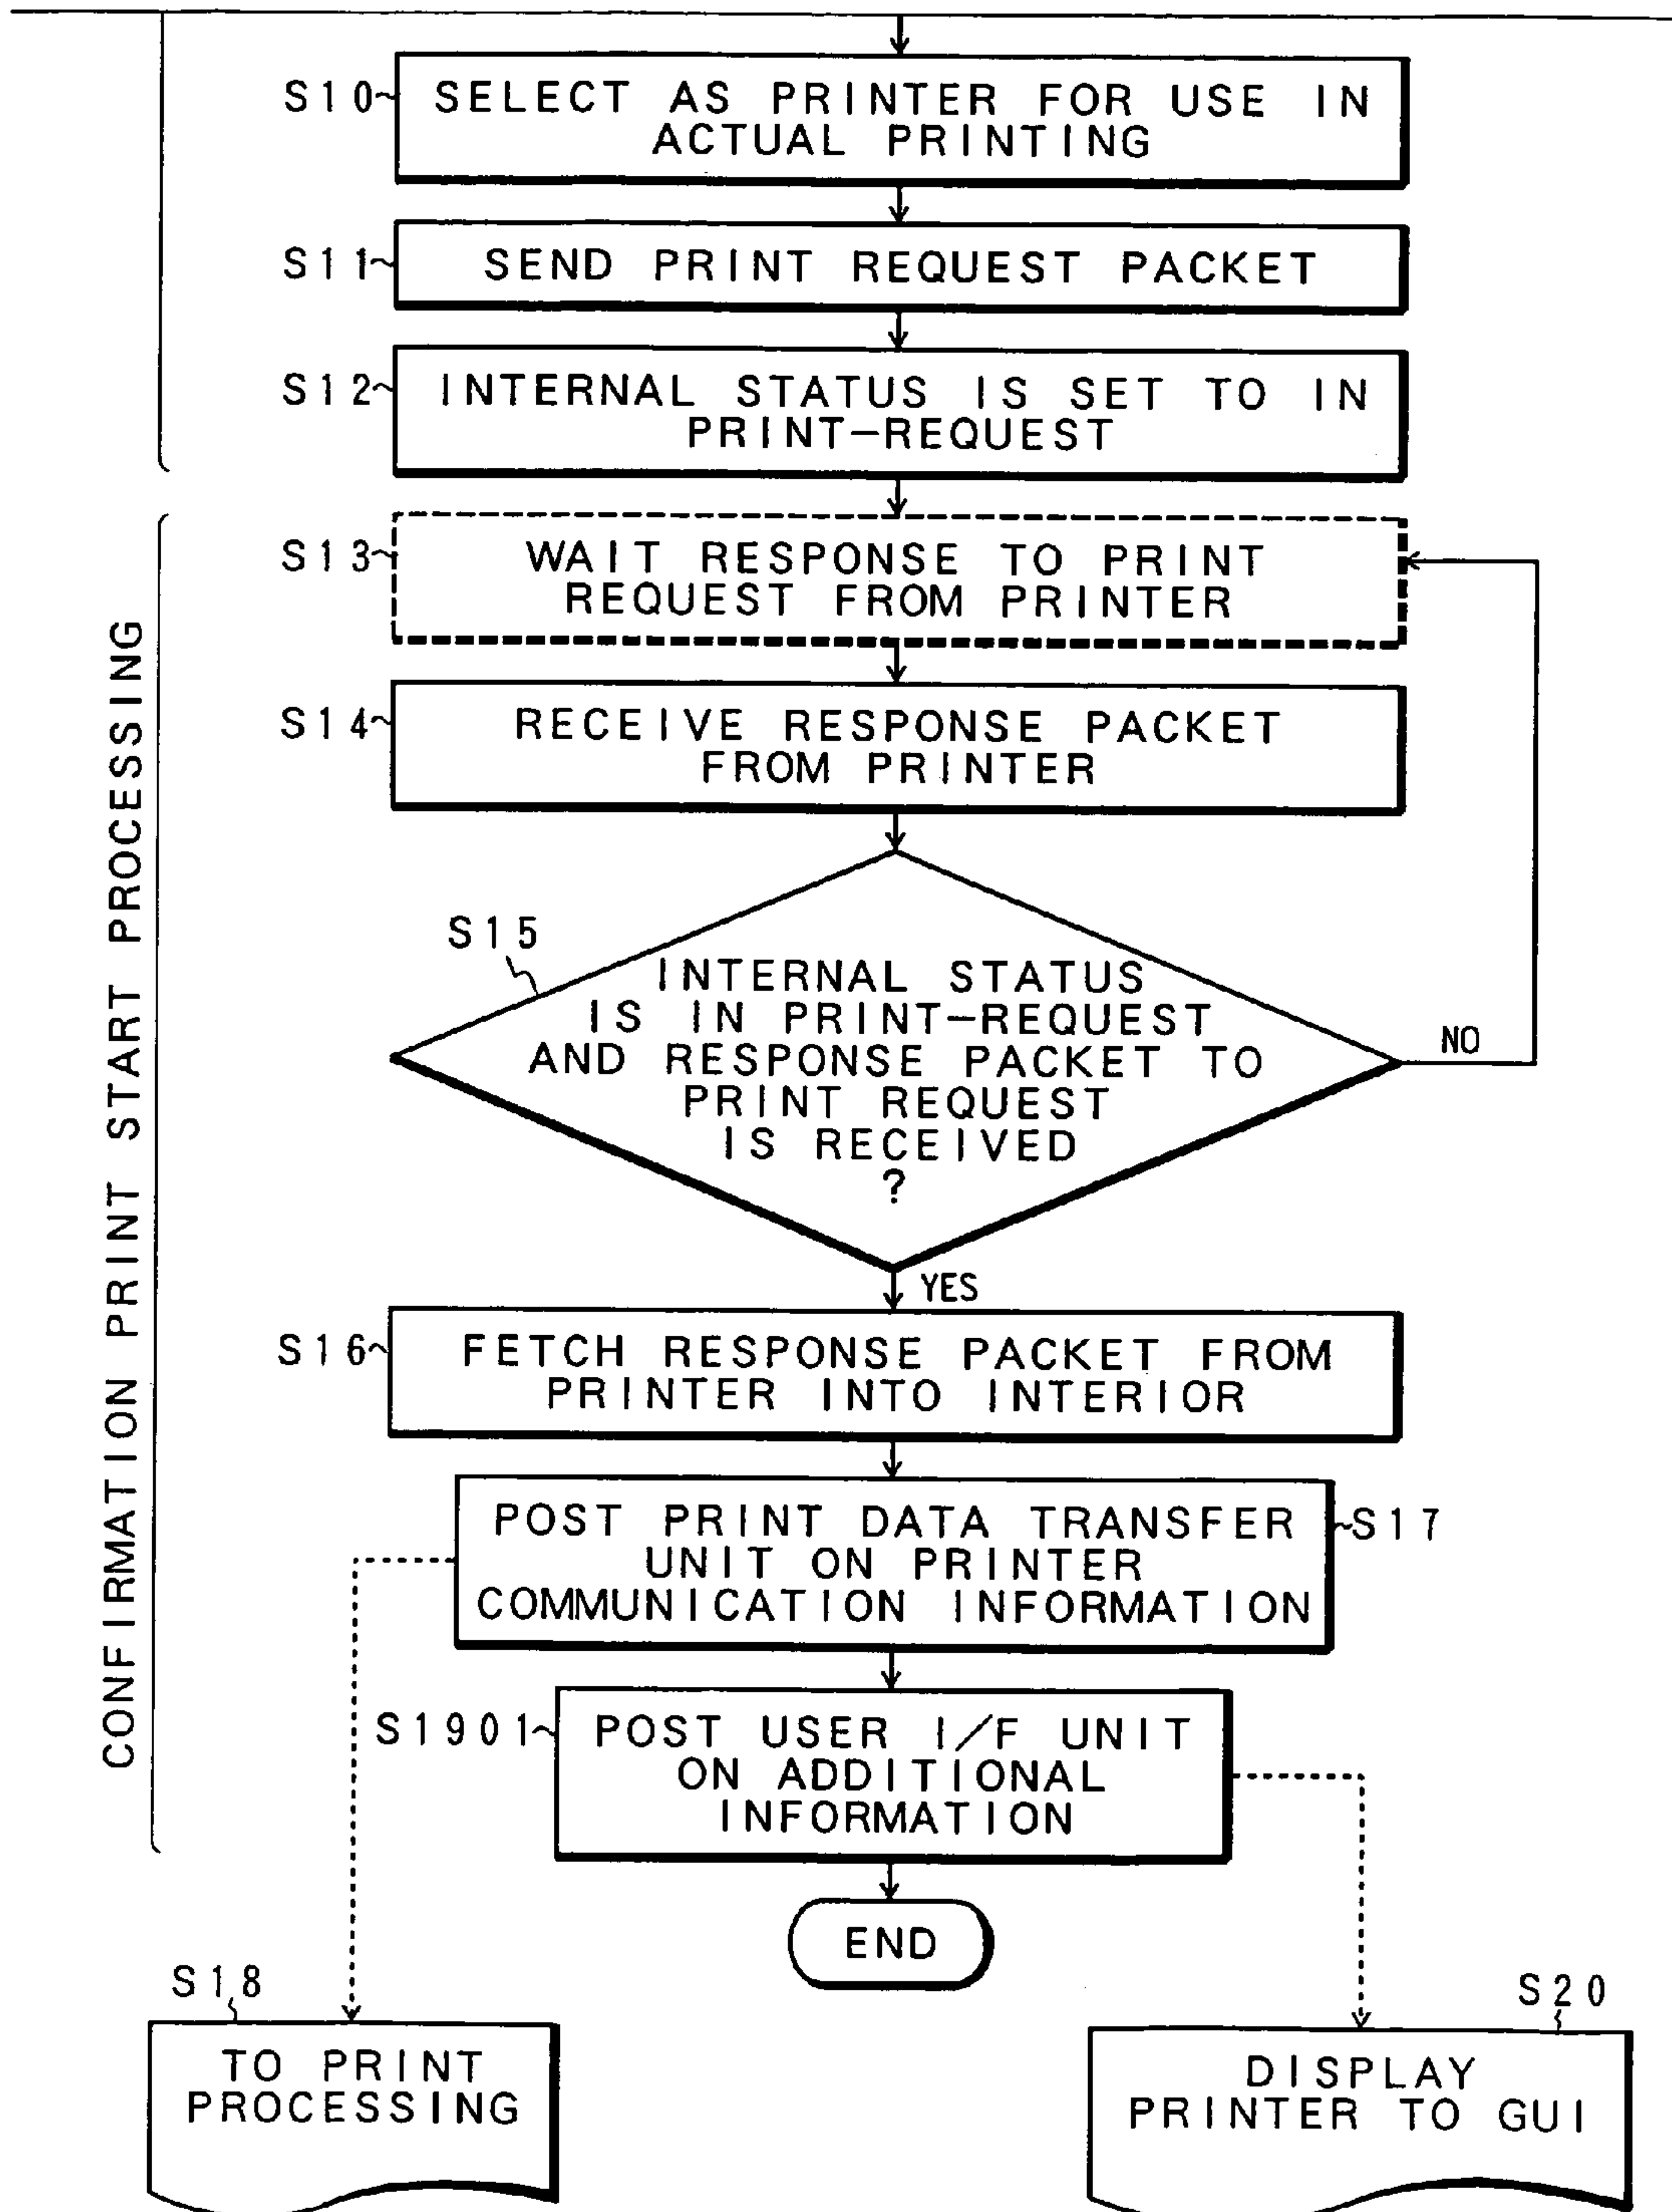 S10
SELECT AS PRINTER FOR USE IN
ACTUAL PRINTING
S11
SEND PRINT REQUEST PACKET
S12
INTERNAL STATUS IS SET TO IN
PRINT-REQUEST
CONFIRMATION PRINT START PROCESSING
S13
WAIT RESPONSE TO PRINT
REQUEST FROM PRINTER
S14
RECEIVE RESPONSE PACKET
FROM PRINTER
S15
INTERNAL STATUS
IS IN PRINT-REQUEST
AND RESPONSE PACKET TO
PRINT REQUEST
IS RECEIVED
?
NO
YES
S16
FETCH RESPONSE PACKET FROM
PRINTER INTO INTERIOR
POST PRINT DATA TRANSFER
UNIT ON PRINTER
COMMUNICATION INFORMATION
S17
S1901
POST USER I/F UNIT
ON ADDITIONAL
INFORMATION
END
S18
TO PRINT
PROCESSING
S20
DISPLAY
PRINTER TO GUI